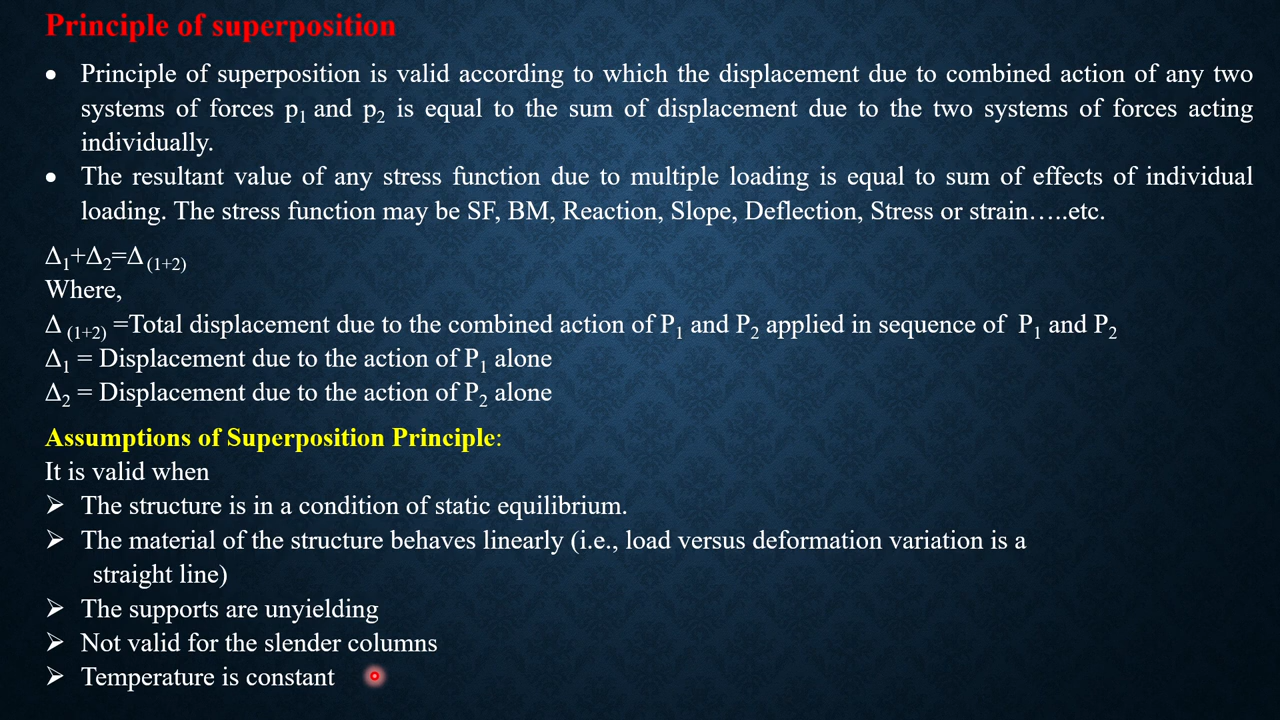 Principle of superposition
• Principle of superposition is valid according to which the displacement due to combined action of any two
systems of forces p₁ and p₂ is equal to the sum of displacement due to the two systems of forces acting
individually.
• The resultant value of any stress function due to multiple loading is equal to sum of effects of individual
loading. The stress function may be SF, BM, Reaction, Slope, Deflection, Stress or strain…..etc.
Δ₁+Δ₂=Δ ₍₁₊₂₎
Where,
Δ ₍₁₊₂₎ =Total displacement due to the combined action of P₁ and P₂ applied in sequence of P₁ and P₂
Δ₁ = Displacement due to the action of P₁ alone
Δ₂ = Displacement due to the action of P₂ alone
Assumptions of Superposition Principle:
It is valid when
➢ The structure is in a condition of static equilibrium.
➢ The material of the structure behaves linearly (i.e., load versus deformation variation is a
straight line)
➢ The supports are unyielding
➢ Not valid for the slender columns
➢ Temperature is constant